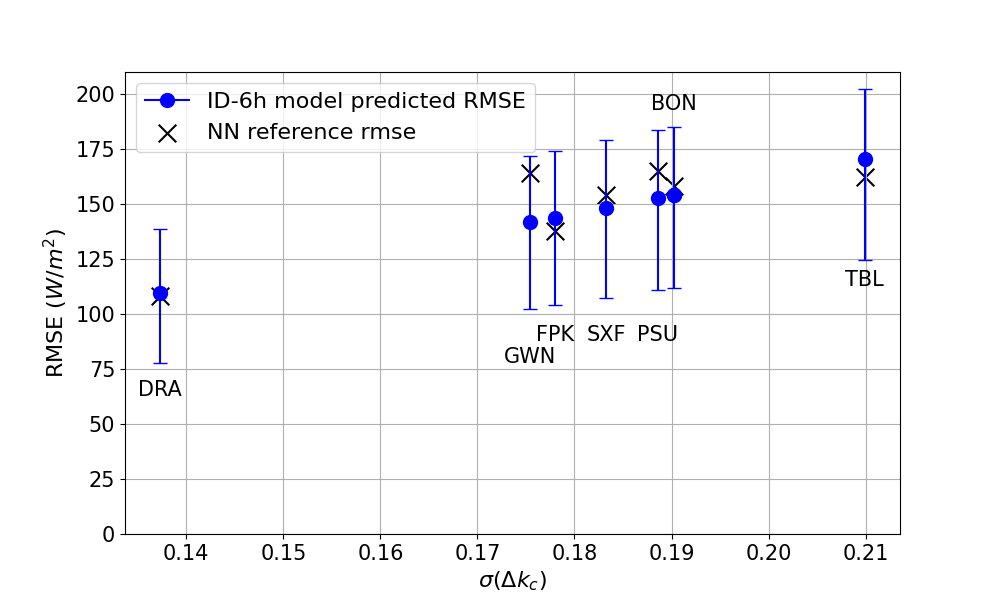 ID-6h model predicted RMSE
NN reference rmse
RMSE (W/m²)
200
175
150
125
100
75
50
25
0
BON
TBL
FPK SXF PSU
GWN
DRA
0.14 0.15 0.16 0.17 0.18 0.19 0.20 0.21
σ(Δk_c)